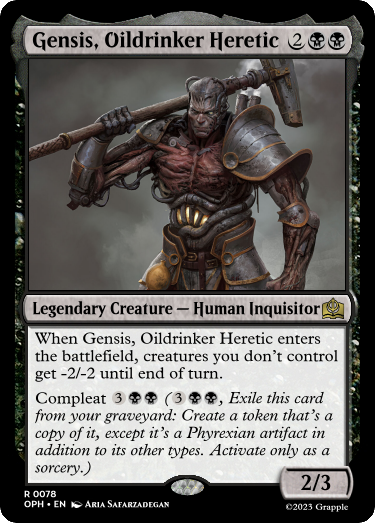 Gensis, Oildrinker Heretic 2
Legendary Creature — Human Inquisitor
When Gensis, Oildrinker Heretic enters
the battlefield, creatures you don't control
get -2/-2 until end of turn.
Compleat 3 ( 3 , Exile this card
from your graveyard: Create a token that's a
copy of it, except it's a Phyrexian artifact in
addition to its other types. Activate only as a
sorcery.)
2/3
R 0078
OPH • EN Aria Safarzadegan
©2023 Grapple